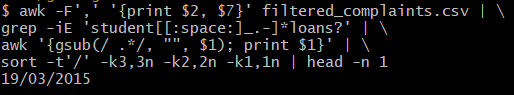 $ awk -F', ' '{print $2, $7}' filtered_complaints.csv | \
grep -iE 'student[[:space:]_.-]*loans?' | \
awk '{gsub(/ .*/, "", $1); print $1}' | \
sort -t'/' -k3,3n -k2,2n -k1,1n | head -n 1
19/03/2015